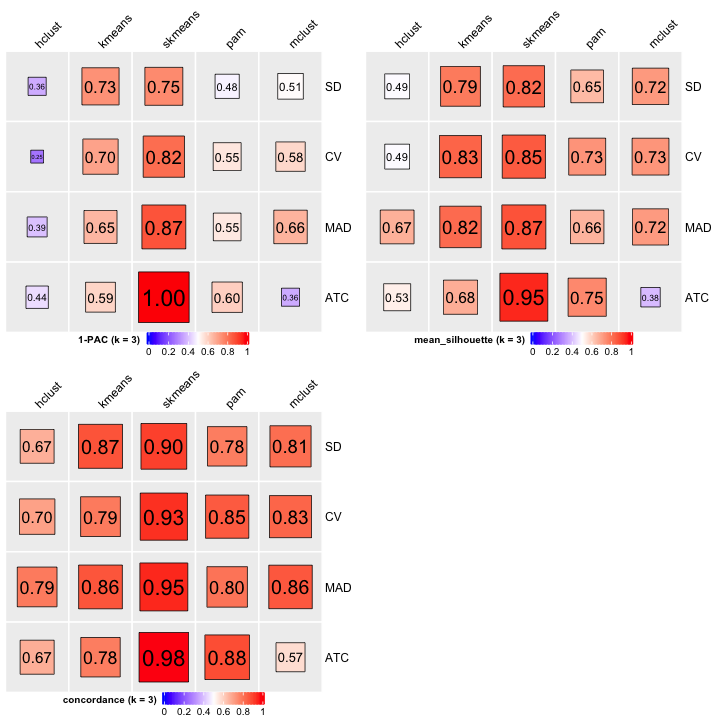 hclust kmeans skmeans pam mclust
0.36 0.73 0.75 0.48 0.51 SD
0.25 0.70 0.82 0.55 0.58 CV
0.39 0.65 0.87 0.55 0.66 MAD
0.44 0.59 1.00 0.60 0.36 ATC
1-PAC (k = 3)
0 0.2 0.4 0.6 0.8 1
hclust kmeans skmeans pam mclust
0.49 0.79 0.82 0.65 0.72 SD
0.49 0.83 0.85 0.73 0.73 CV
0.67 0.82 0.87 0.66 0.72 MAD
0.53 0.68 0.95 0.75 0.38 ATC
mean_silhouette (k = 3)
0 0.2 0.4 0.6 0.8 1
hclust kmeans skmeans pam mclust
0.67 0.87 0.90 0.78 0.81 SD
0.70 0.79 0.93 0.85 0.83 CV
0.79 0.86 0.95 0.80 0.86 MAD
0.67 0.78 0.98 0.88 0.57 ATC
concordance (k = 3)
0 0.2 0.4 0.6 0.8 1